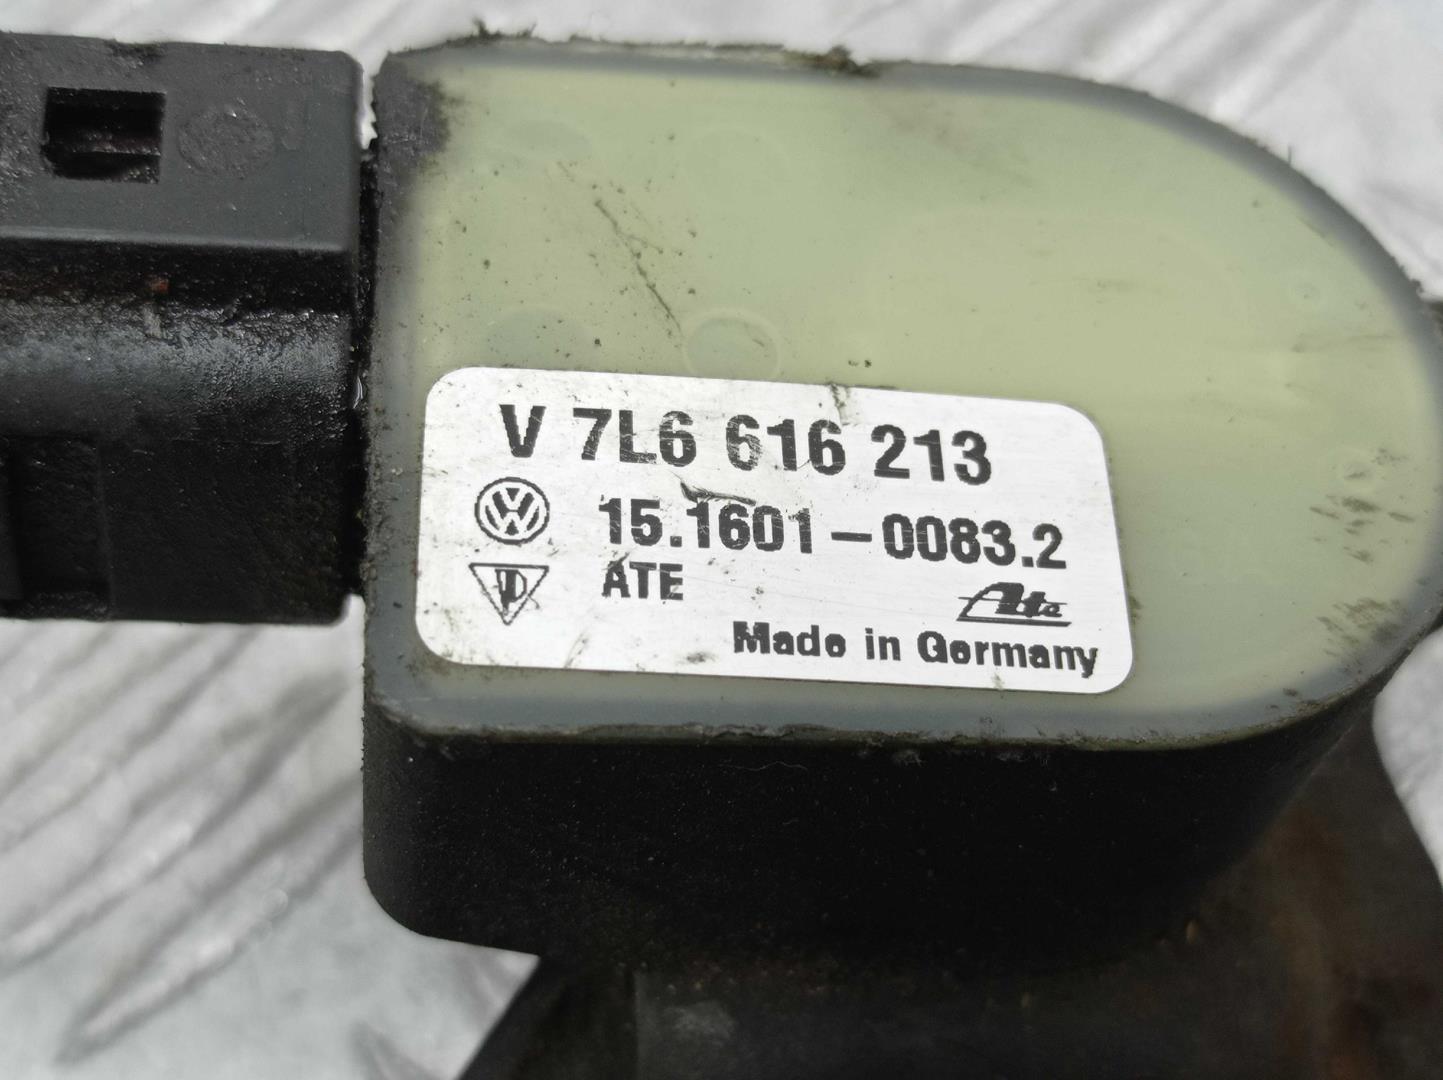 V 7L6 616 213
15.1601-0083.2
ATE
Ate
Made in Germany